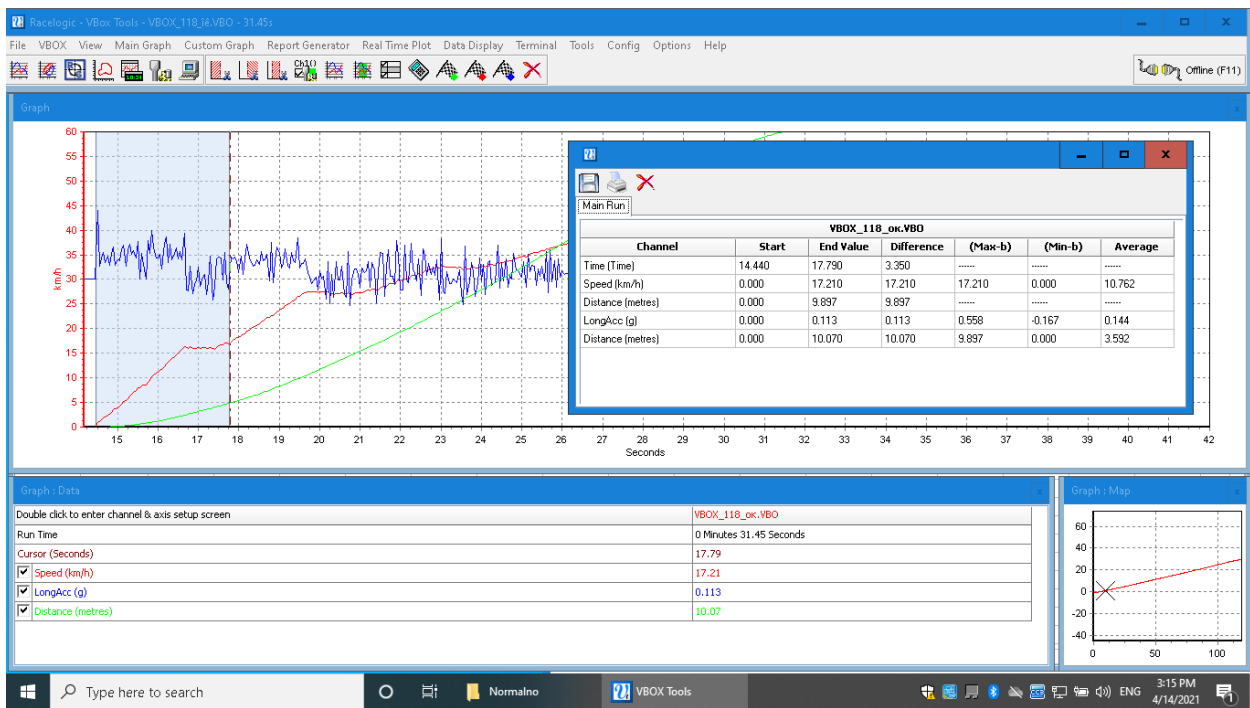 Racelogic - VBox Tools - VBOX_118_îê.VBO - 31.45s
File VBOX View Main Graph Custom Graph Report Generator Real Time Plot Data Display Terminal Tools Config Options Help
Ch10
Offline (F11)
Graph
60
55
50
45
40
35
30
25
20
15
10
5
0
km/h
15 16 17 18 19 20 21 22 23 24 25 26 27 28 29 30 31 32 33 34 35 36 37 38 39 40 41 42
Seconds
Main Run
VBOX_118_ок.VBO
Channel Start End Value Difference (Max-b) (Min-b) Average
Time (Time) 14.440 17.790 3.350 ------ ------ ------
Speed (km/h) 0.000 17.210 17.210 17.210 0.000 10.762
Distance (metres) 0.000 9.897 9.897 ------ ------ ------
LongAcc (g) 0.000 0.113 0.113 0.558 -0.167 0.144
Distance (metres) 0.000 10.070 10.070 9.897 0.000 3.592
Graph : Data
Double click to enter channel & axis setup screen VBOX_118_ок.VBO
Run Time 0 Minutes 31.45 Seconds
Cursor (Seconds) 17.79
Speed (km/h) 17.21
LongAcc (g) 0.113
Distance (metres) 10.07
Graph : Map
60
40
20
0
-20
-40
0 50 100
Type here to search
Normalno
VBOX Tools
ENG
3:15 PM
4/14/2021
1